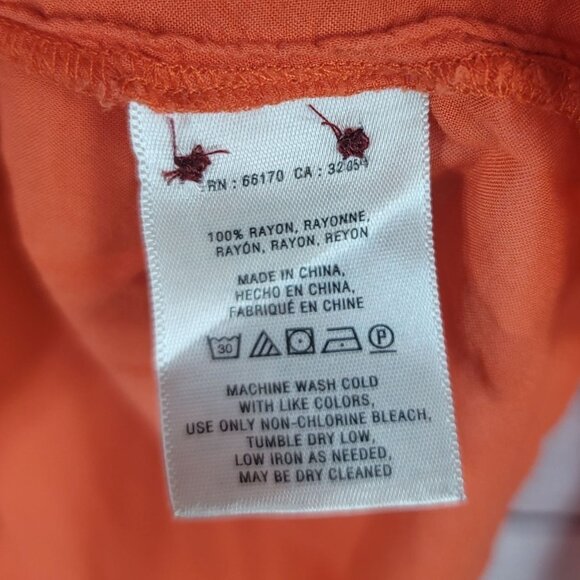 RN : 66170 CA : 32054
100% RAYON, RAYONNE,
RAYÓN, RAYON, REYON
MADE IN CHINA,
HECHO EN CHINA,
FABRIQUÉ EN CHINE
30 P
MACHINE WASH COLD
WITH LIKE COLORS,
USE ONLY NON-CHLORINE BLEACH,
TUMBLE DRY LOW,
LOW IRON AS NEEDED,
MAY BE DRY CLEANED